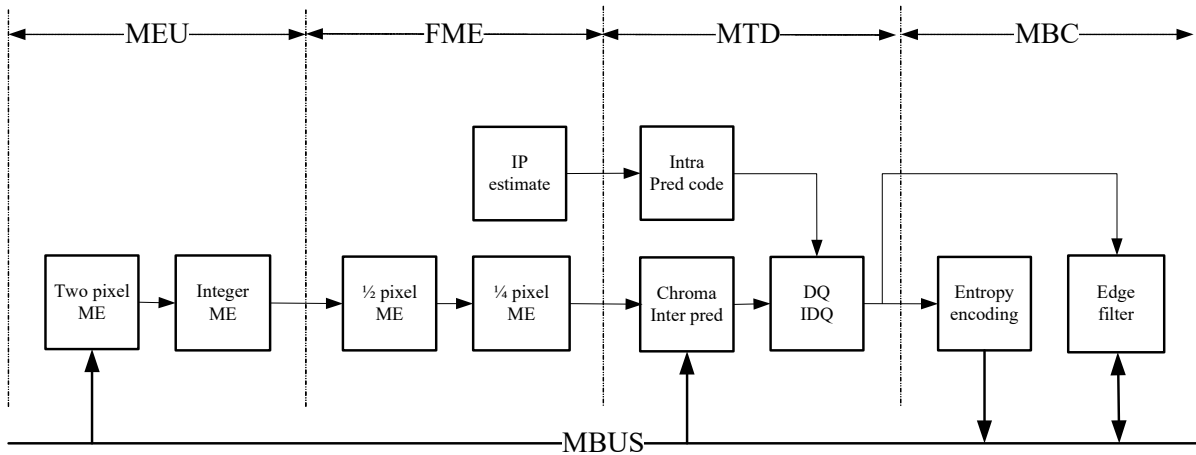 MEU
FME
MTD
MBC
IP
estimate
Intra
Pred code
Two pixel
ME
Integer
ME
½ pixel
ME
¼ pixel
ME
Chroma
Inter pred
DQ
IDQ
Entropy
encoding
Edge
filter
MBUS